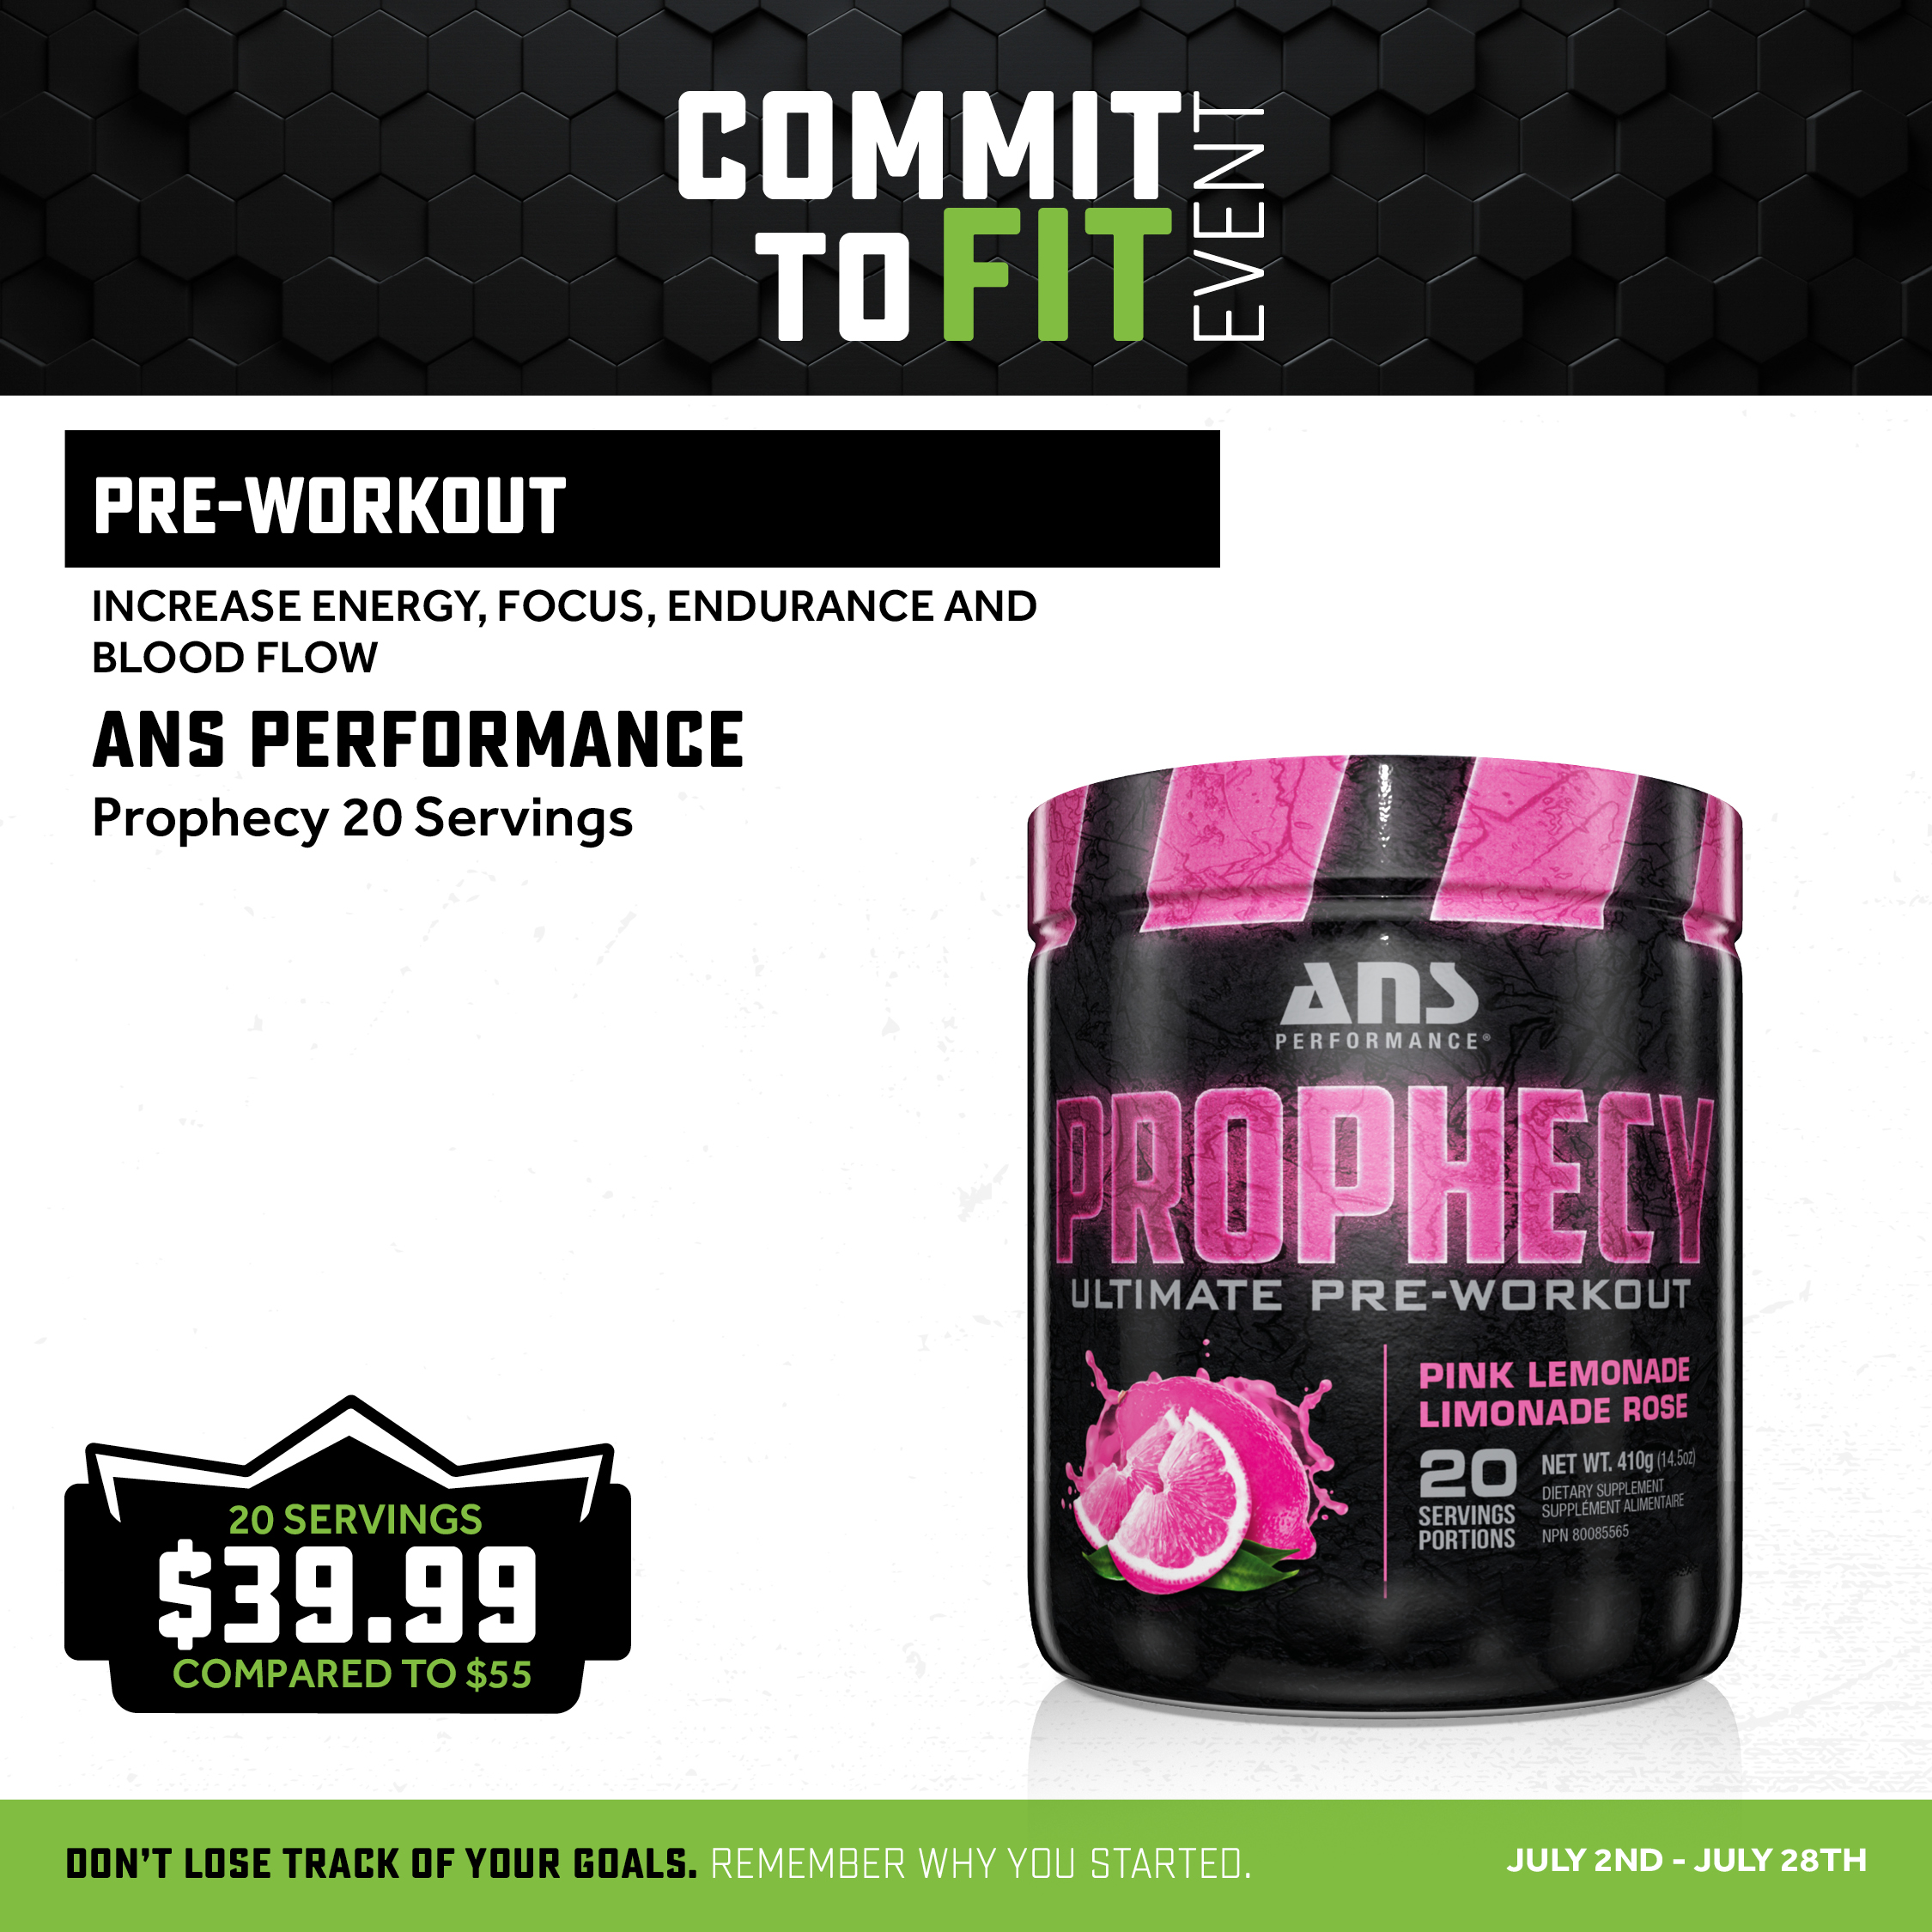 COMMIT
TO FIT
EVENT
PRE-WORKOUT
INCREASE ENERGY, FOCUS, ENDURANCE AND
BLOOD FLOW
ANS PERFORMANCE
Prophecy 20 Servings
ANS
PERFORMANCE®
PROPHECY
ULTIMATE PRE-WORKOUT
PINK LEMONADE
LIMONADE ROSE
20
SERVINGS
PORTIONS
NET WT. 410g (14.5oz)
DIETARY SUPPLEMENT
SUPPLÉMENT ALIMENTAIRE
NPN 80085565
20 SERVINGS
$39.99
COMPARED TO $55
DON'T LOSE TRACK OF YOUR GOALS. REMEMBER WHY YOU STARTED.
JULY 2ND - JULY 28TH